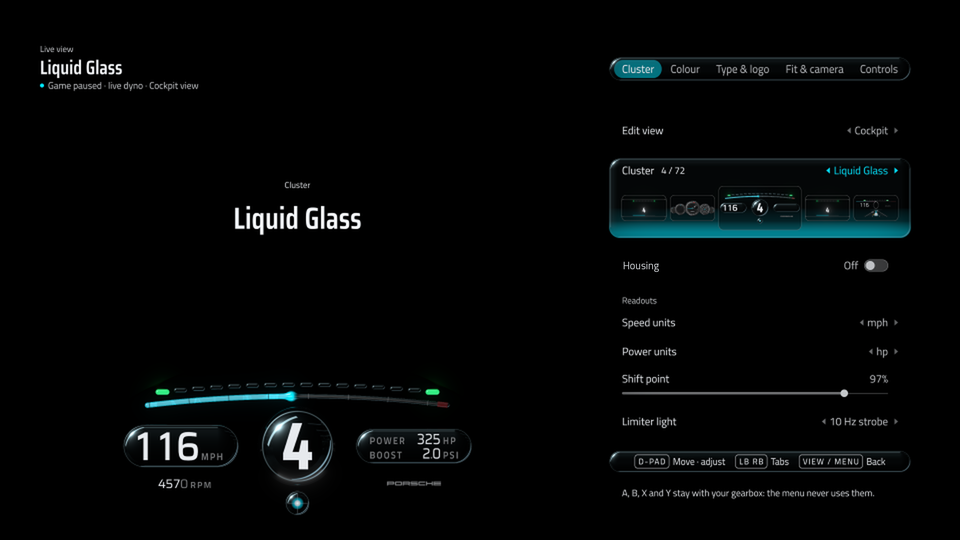 Live view
Liquid Glass
Game paused · live dyno · Cockpit view
Cluster Colour Type & logo Fit & camera Controls
Edit view Cockpit
Cluster 4 / 72 Liquid Glass
116 4
116
Cluster
Liquid Glass
Housing Off
Readouts
Speed units mph
Power units hp
Shift point 97%
Limiter light 10 Hz strobe
116 MPH
4570 RPM
4
POWER 325 HP
BOOST 2.0 PSI
PORSCHE
D-PAD Move · adjust LB RB Tabs VIEW / MENU Back
A, B, X and Y stay with your gearbox: the menu never uses them.